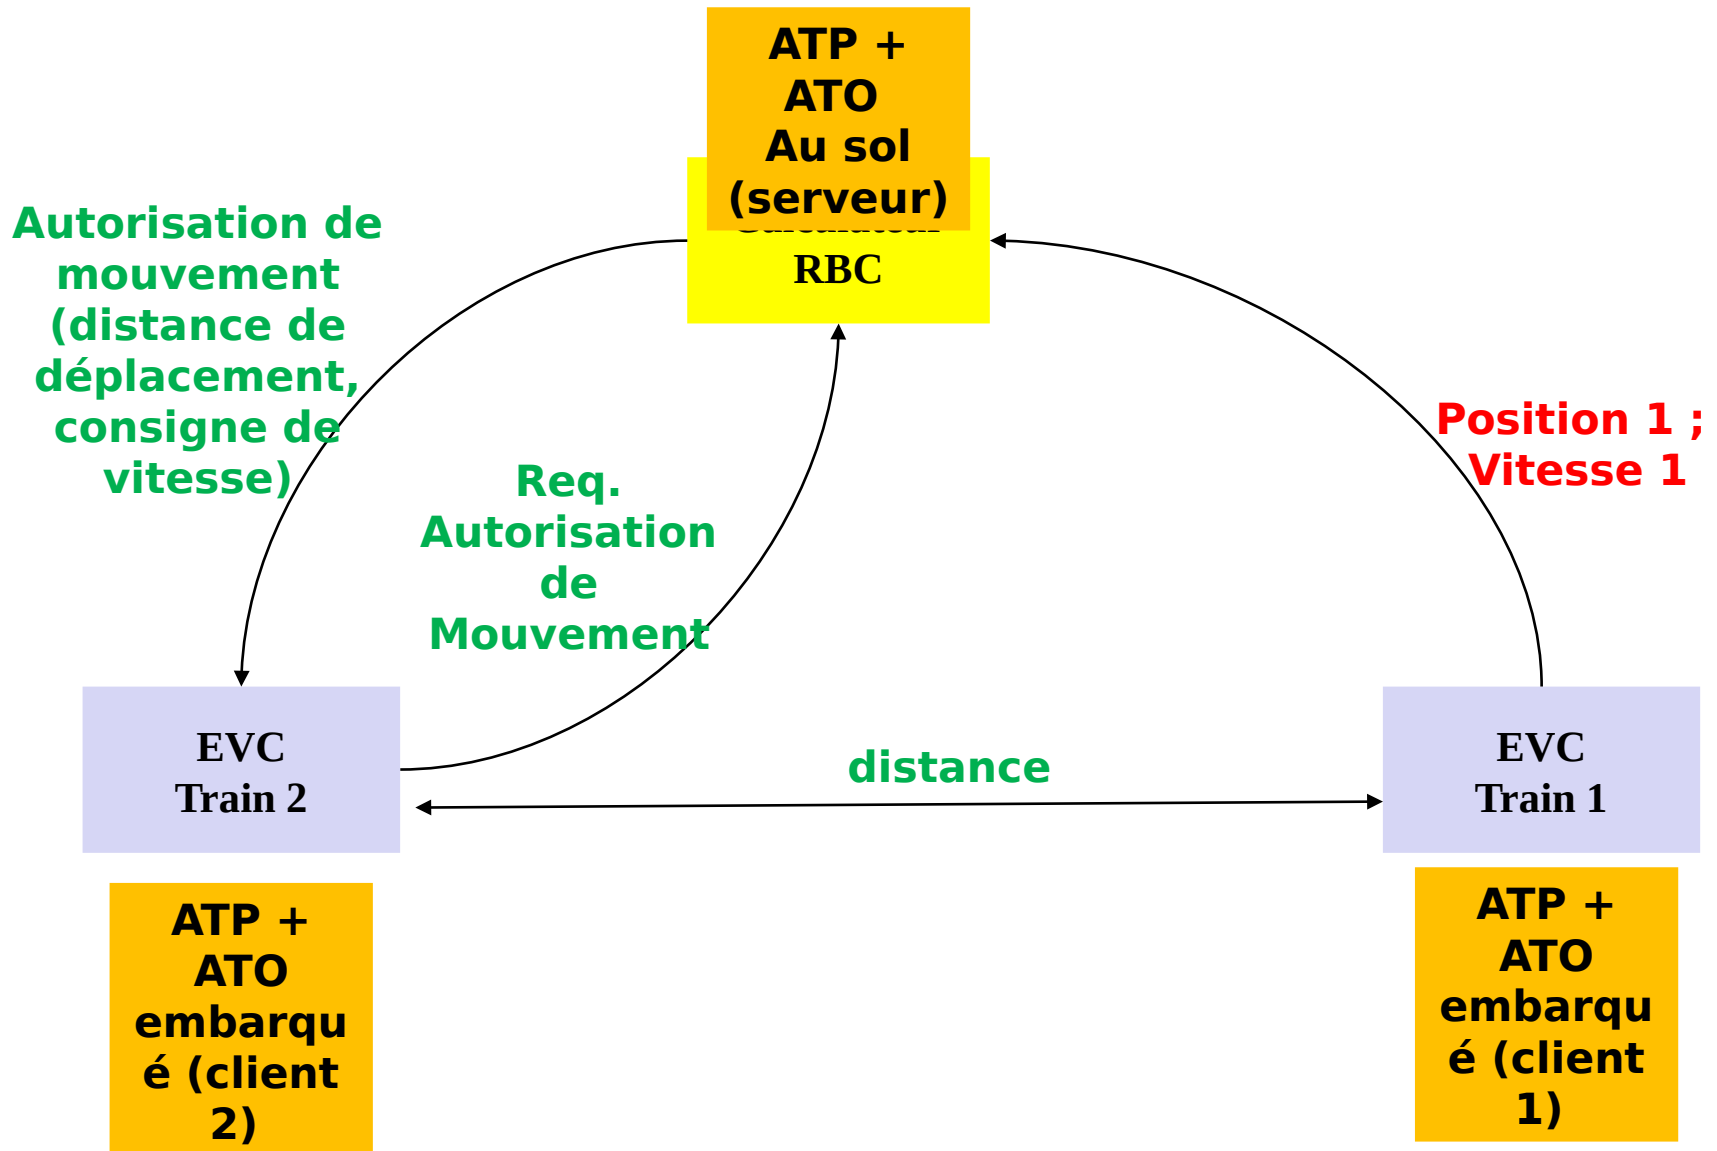 ATP +
ATO
Au sol
(serveur)
RBC
Autorisation de
mouvement
(distance de
déplacement,
consigne de
vitesse)
Req.
Autorisation
de
Mouvement
Position 1 ;
Vitesse 1
distance
EVC
Train 2
EVC
Train 1
ATP +
ATO
embarqu
é (client
2)
ATP +
ATO
embarqu
é (client
1)